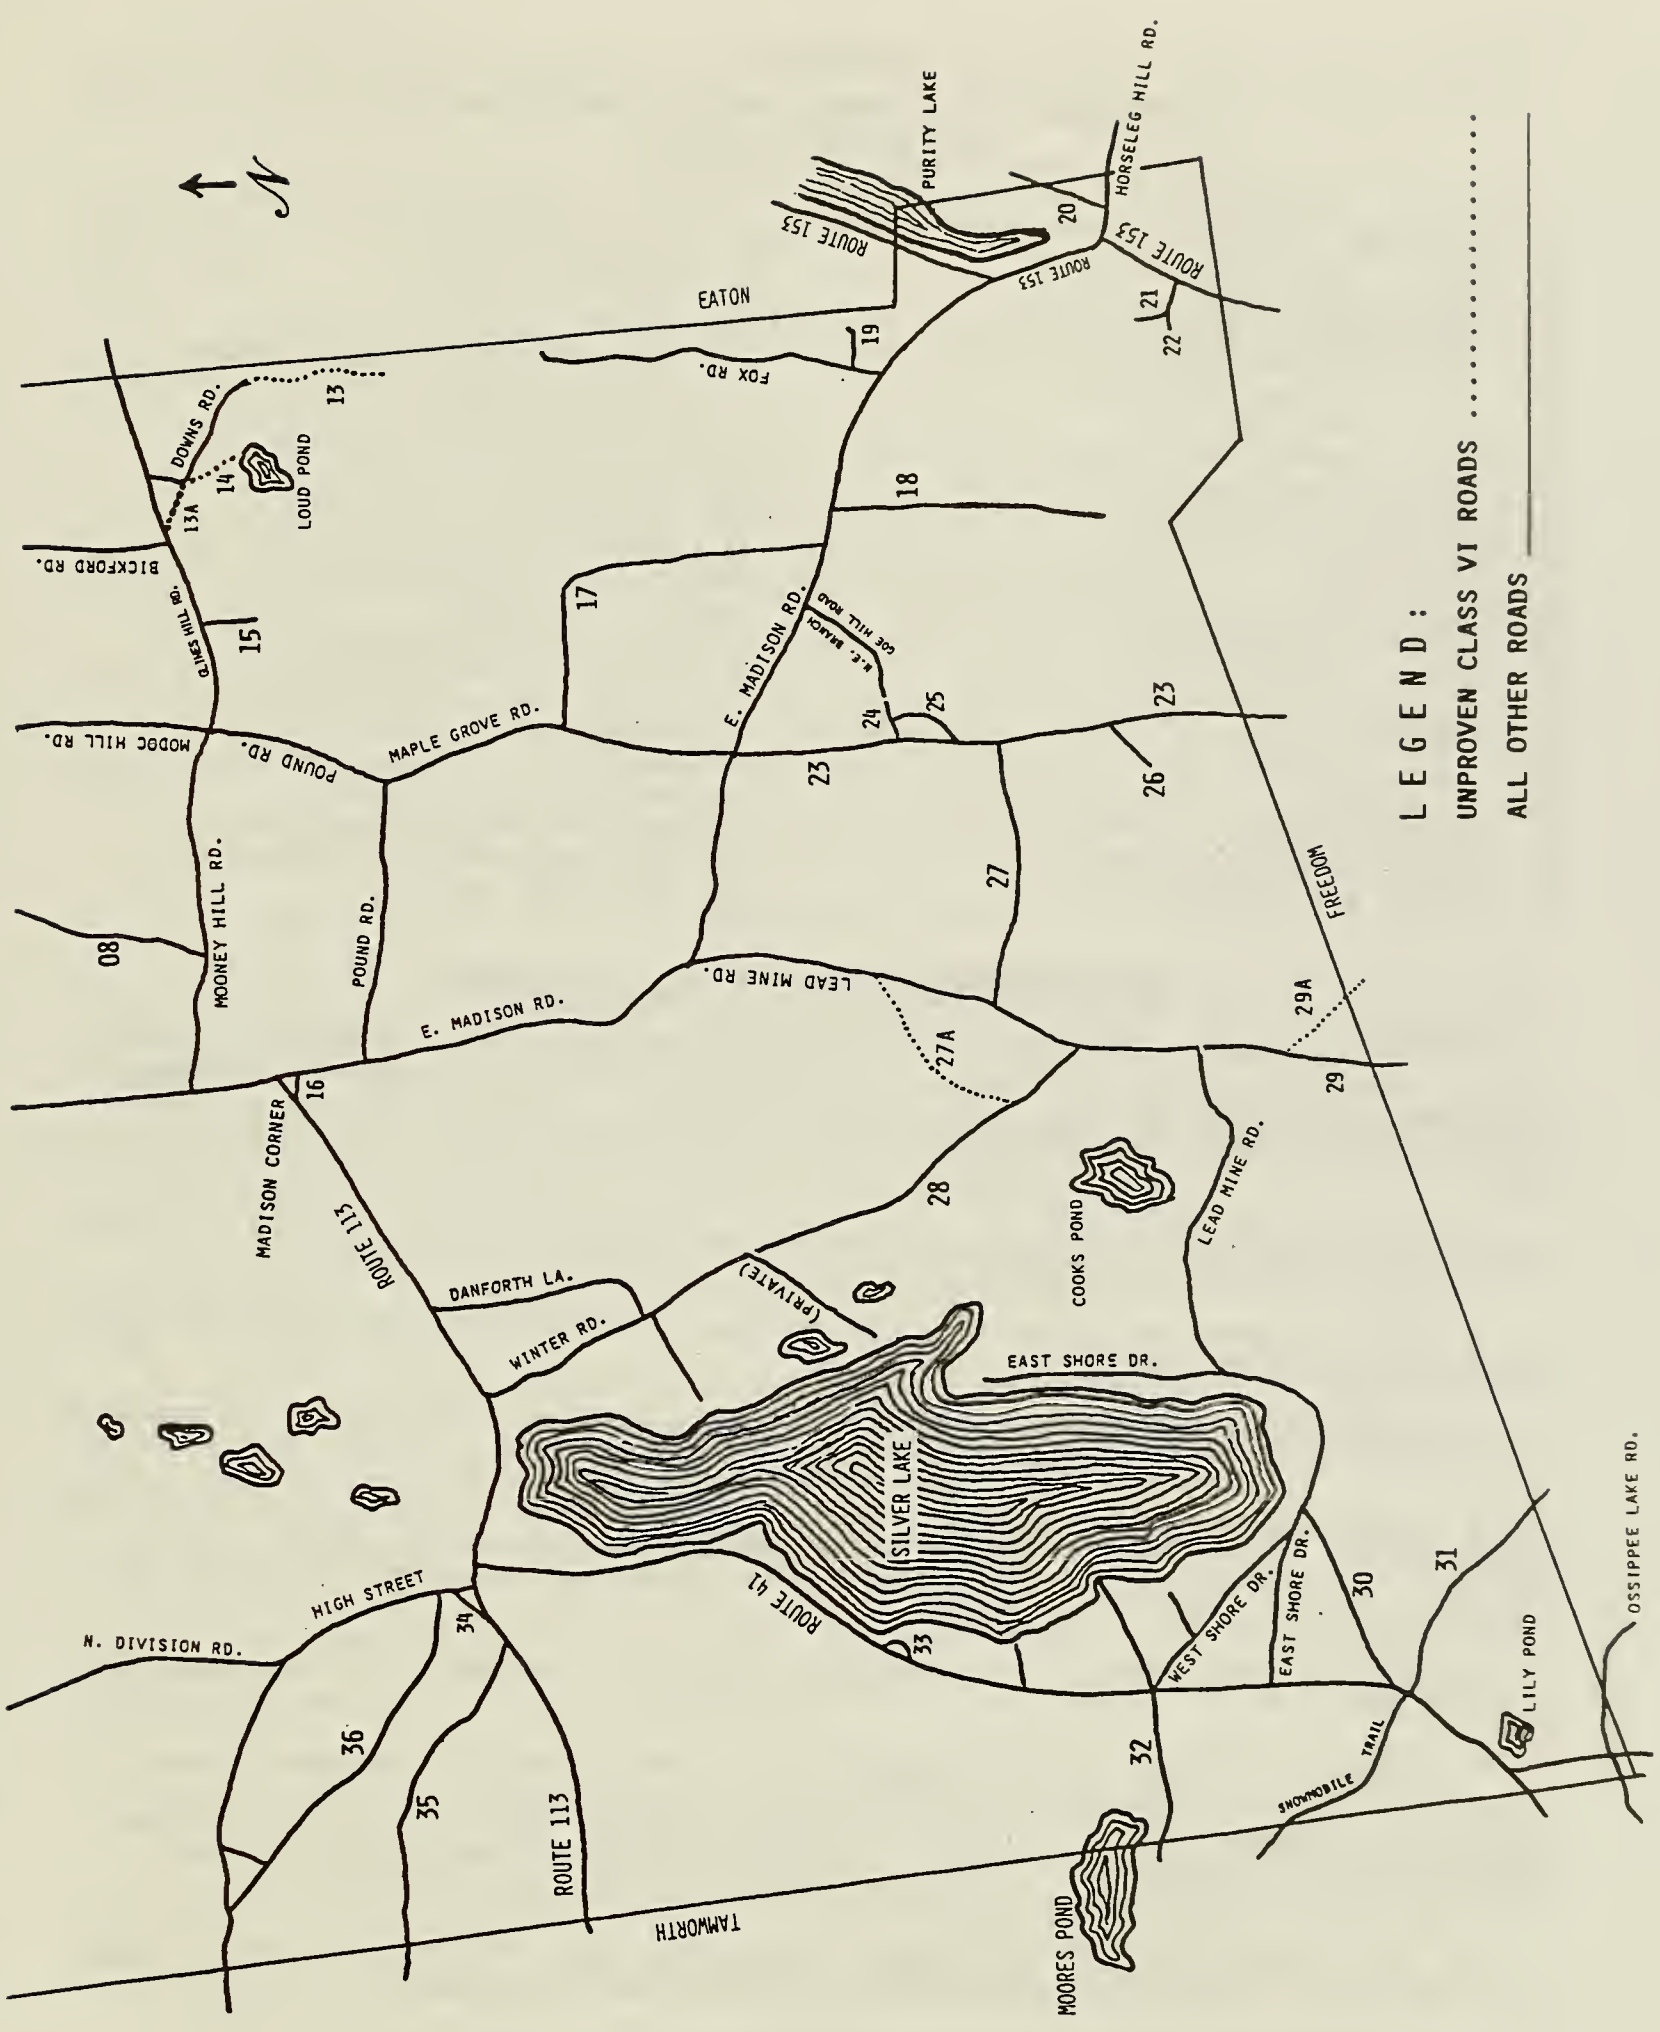 N
PURITY LAKE
HORSELEG HILL RD.
ROUTE 153
ROUTE 153
ROUTE 153
20
21
22
EATON
19
FOX RD.
DOWNS RD.
13
14
13A
LOUD POND
BICKFORD RD.
GLINES HILL RD.
15
18
17
E. MADISON RD.
N.E. BRANCH
GOE HILL ROAD
24
25
23
23
26
MODOC HILL RD.
POUND RD.
MAPLE GROVE RD.
08
MOONEY HILL RD.
POUND RD.
E. MADISON RD.
LEAD MINE RD.
27
27A
FREEDOM
29A
29
16
MADISON CORNER
ROUTE 113
DANFORTH LA.
WINTER RD.
(PRIVATE)
28
COOKS POND
LEAD MINE RD.
EAST SHORE DR.
SILVER LAKE
HIGH STREET
N. DIVISION RD.
34
ROUTE 41
33
WEST SHORE DR.
EAST SHORE DR.
30
31
OSSIPPEE LAKE RD.
LILY POND
36
35
ROUTE 113
32
SNOWMOBILE
TRAIL
TAMWORTH
MOORES POND
LEGEND:
UNPROVEN CLASS VI ROADS ..................
ALL OTHER ROADS